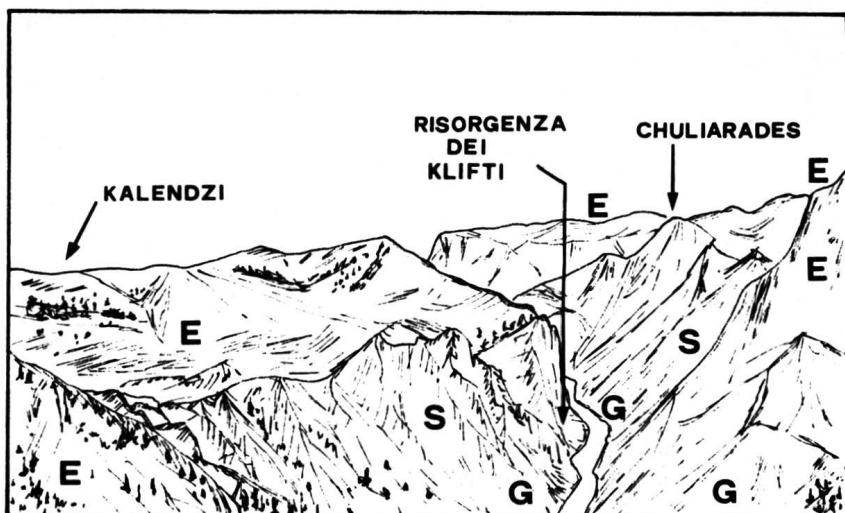 RISORGENZA
DEI
KLIFTI
CHULIARADES
KALENDZI
E
E
E
E
S
S
G
E
G
G